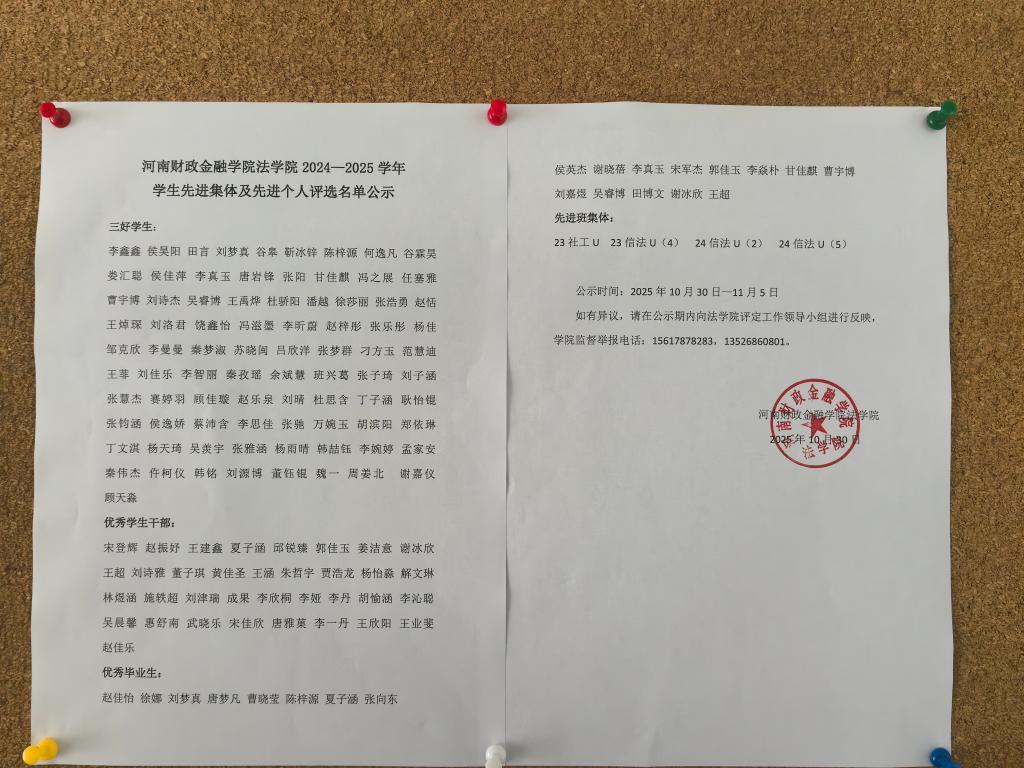 河南财政金融学院法学院 2024—2025 学年
学生先进集体及先进个人评选名单公示
三好学生：
李鑫鑫 侯昊阳 田言 刘梦真 谷皋 靳冰锌 陈梓源 何逸凡 谷霖昊
娄汇聪 侯佳萍 李真玉 唐岩锋 张阳 甘佳麒 冯之展 任塞雅
曹宇博 刘诗杰 吴睿博 王禹烨 杜骄阳 潘越 徐莎丽 张浩勇 赵恬
王焯琛 刘洛君 饶鑫怡 冯滋墨 李昕蔚 赵梓彤 张乐彤 杨佳
邹克欣 李曼曼 秦梦淑 苏晓闽 吕欣洋 张梦群 刁方玉 范慧迪
王菲 刘佳乐 李智丽 秦孜瑶 余斌慧 班兴葛 张子琦 刘子涵
张慧杰 赛婷羽 顾佳璇 赵乐泉 刘晴 杜思含 丁子涵 耿怡锟
张钧涵 侯逸娇 蔡沛含 李思佳 张驰 万婉玉 胡滨阳 郑依琳
丁文淇 杨天琦 吴羡宇 张雅涵 杨雨晴 韩喆钰 李婉婷 孟家安
秦伟杰 仵柯仪 韩铭 刘源博 董钰锟 魏一 周姜北 谢嘉仪
顾天淼
优秀学生干部：
宋登辉 赵振妤 王建鑫 夏子涵 邱锐臻 郭佳玉 姜洁意 谢冰欣
王超 刘诗雅 董子琪 黄佳圣 王涵 朱哲宇 贾浩龙 杨怡淼 解文琳
林煜涵 施轶超 刘津瑞 成果 李欣桐 李娅 李丹 胡愉涵 李沁聪
吴晨馨 惠舒南 武晓乐 宋佳欣 唐雅菓 李一丹 王欣阳 王业斐
赵佳乐
优秀毕业生：
赵佳怡 徐娜 刘梦真 唐梦凡 曹晓莹 陈梓源 夏子涵 张向东
侯英杰 谢晓蓓 李真玉 宋军杰 郭佳玉 李焱朴 甘佳麒 曹宇博
刘嘉煜 吴睿博 田博文 谢冰欣 王超
先进班集体：
23 社工 U 23 信法 U（4） 24 信法 U（2） 24 信法 U（5）
公示时间：2025 年 10 月 30 日—11 月 5 日
如有异议，请在公示期内向法学院评定工作领导小组进行反映，
学院监督举报电话：15617878283，13526860801。
河南财政金融学院法学院
2025 年 10 月 30 日
河南财政金融学院
法学院